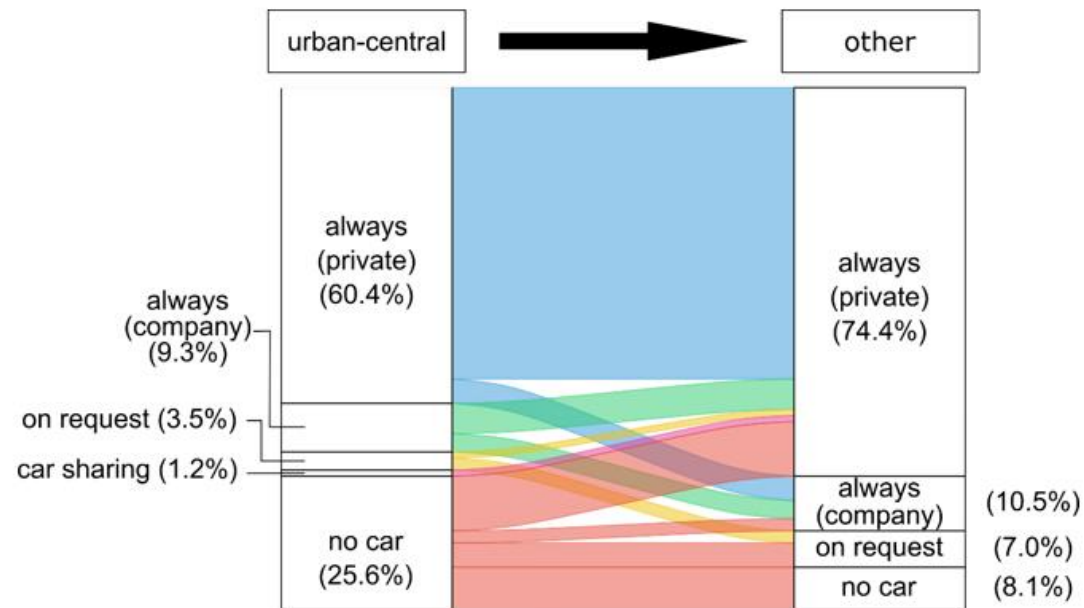 urban-central
other
always
(private)
(60.4%)
always
(company)
(9.3%)
on request (3.5%)
car sharing (1.2%)
no car
(25.6%)
always
(private)
(74.4%)
always
(company)
(10.5%)
on request
(7.0%)
no car
(8.1%)